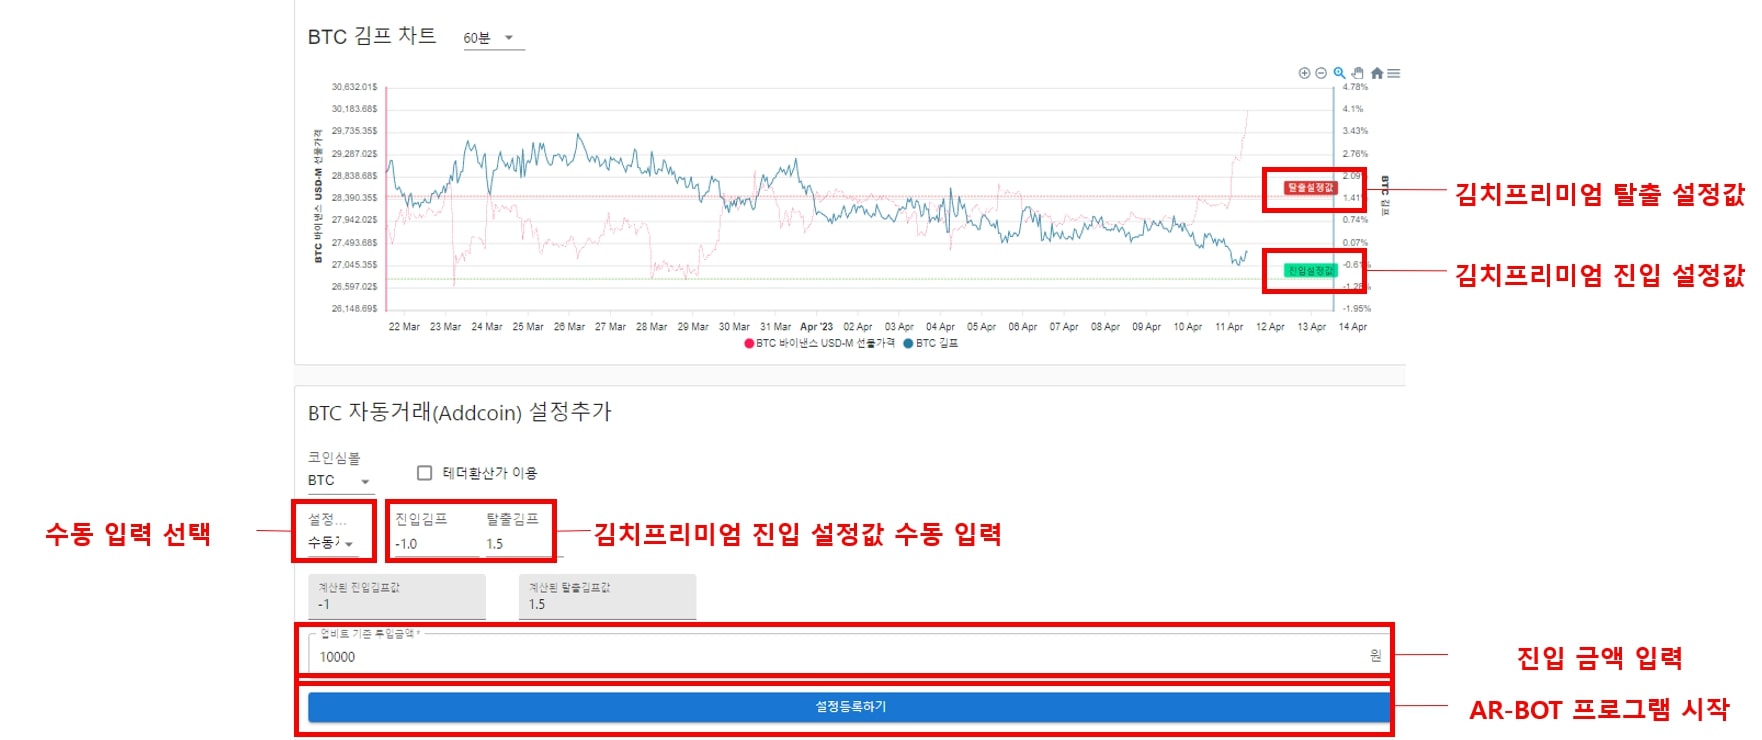 BTC 김프 차트
60분
30,632.01$
30,183.68$
29,735.35$
29,287.02$
28,838.68$
28,390.35$
27,942.02$
27,493.68$
27,045.35$
26,597.02$
26,148.69$
BTC 바이낸스 USD-M 선물가격
4.78%
4.1%
3.43%
2.76%
2.09%
1.41%
0.74%
0.07%
-0.61%
-1.28%
-1.95%
BTC 김프
탈출설정값
김치프리미엄 탈출 설정값
진입설정값
김치프리미엄 진입 설정값
22 Mar 23 Mar 24 Mar 25 Mar 26 Mar 27 Mar 28 Mar 29 Mar 30 Mar 31 Mar Apr '23 02 Apr 03 Apr 04 Apr 05 Apr 06 Apr 07 Apr 08 Apr 09 Apr 10 Apr 11 Apr 12 Apr 13 Apr 14 Apr
BTC 바이낸스 USD-M 선물가격 BTC 김프
BTC 자동거래(Addcoin) 설정추가
코인심볼
BTC
테더환산가 이용
수동 입력 선택
설정...
수동
진입김프
-1.0
탈출김프
1.5
김치프리미엄 진입 설정값 수동 입력
계산된 진입김프값
-1
계산된 탈출김프값
1.5
업비트 기준 투입금액 *
10000
원
진입 금액 입력
설정등록하기
AR-BOT 프로그램 시작